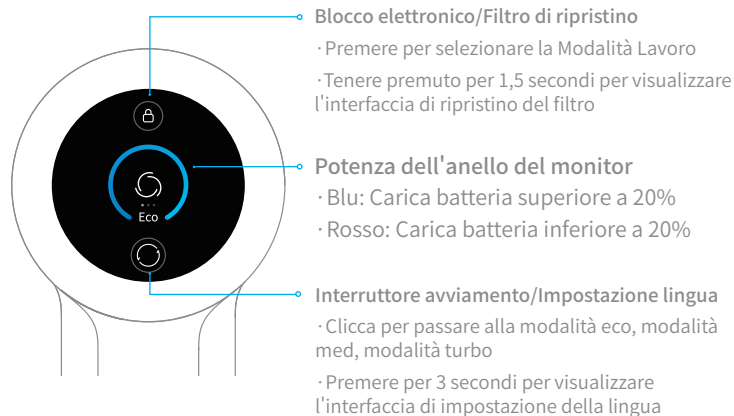 Blocco elettronico/Filtro di ripristino
·Premere per selezionare la Modalità Lavoro
·Tenere premuto per 1,5 secondi per visualizzare
l'interfaccia di ripristino del filtro
Potenza dell'anello del monitor
·Blu: Carica batteria superiore a 20%
·Rosso: Carica batteria inferiore a 20%
Eco
Interruttore avviamento/Impostazione lingua
·Clicca per passare alla modalità eco, modalità
med, modalità turbo
·Premere per 3 secondi per visualizzare
l'interfaccia di impostazione della lingua